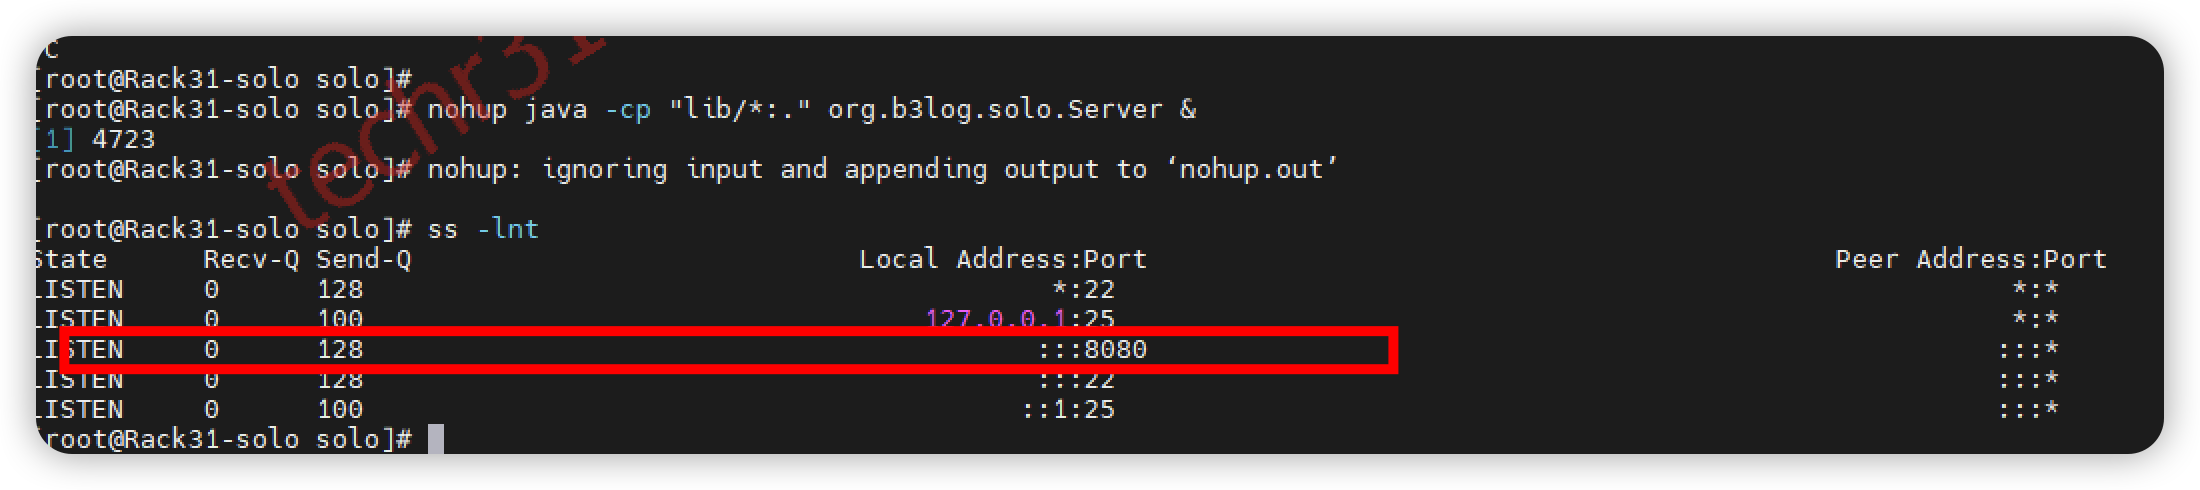 C
[root@Rack31-solo solo]#
[root@Rack31-solo solo]# nohup java -cp "lib/*:." org.b3log.solo.Server &
[1] 4723
[root@Rack31-solo solo]# nohup: ignoring input and appending output to ‘nohup.out’
[root@Rack31-solo solo]# ss -lnt
State Recv-Q Send-Q Local Address:Port Peer Address:Port
LISTEN 0 128 *:22 *:*
LISTEN 0 100 127.0.0.1:25 *:*
LISTEN 0 128 :::8080 :::*
LISTEN 0 128 :::22 :::*
LISTEN 0 100 ::1:25 :::*
[root@Rack31-solo solo]#
techr31